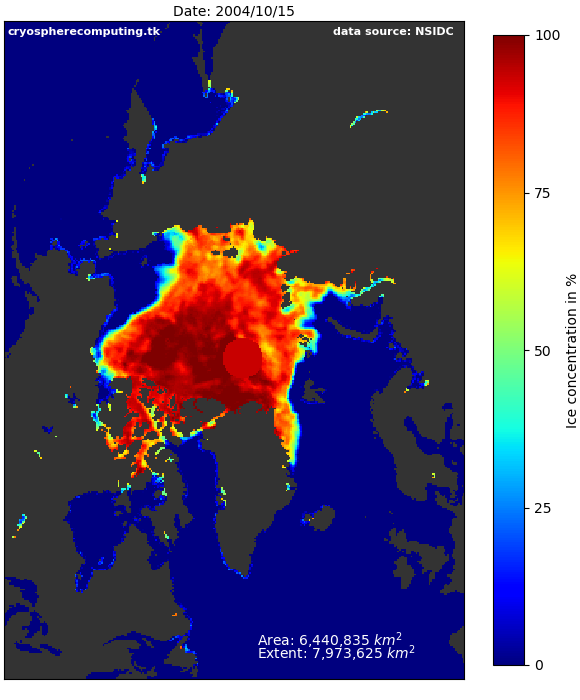 Date: 2004/10/15
cryospherecomputing.tk
data source: NSIDC
100
75
50
25
0
Ice concentration in %
Area: 6,440,835 km²
Extent: 7,973,625 km²